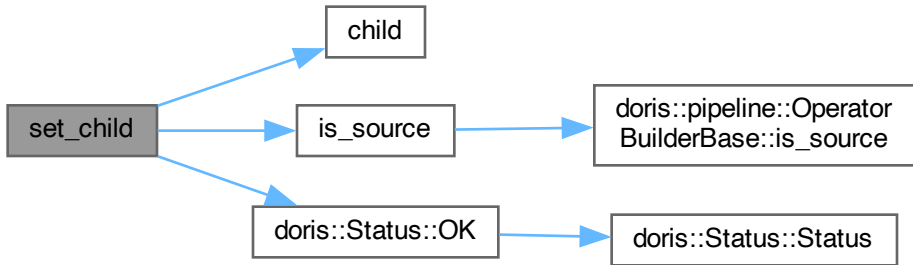 child
set_child
is_source
doris::pipeline::Operator
BuilderBase::is_source
doris::Status::OK
doris::Status::Status